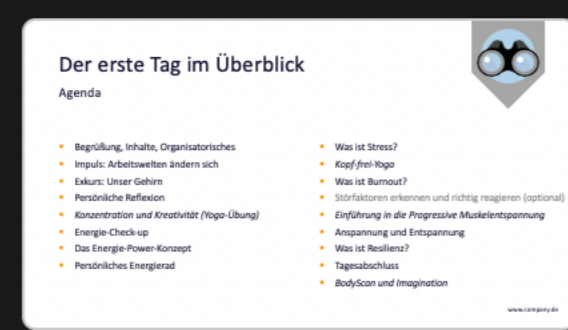 Der erste Tag im Überblick
Agenda
Begrüßung, Inhalte, Organisatorisches
Impuls: Arbeitswelten ändern sich
Exkurs: Unser Gehirn
Persönliche Reflexion
Konzentration und Kreativität (Yoga-Übung)
Energie-Check-up
Das Energie-Power-Konzept
Persönliches Energierad
Was ist Stress?
Kopf-frei-Yoga
Was ist Burnout?
Störfaktoren erkennen und richtig reagieren (optional)
Einführung in die Progressive Muskelentspannung
Anspannung und Entspannung
Was ist Resilienz?
Tagesabschluss
BodyScan und Imagination
www.company.de